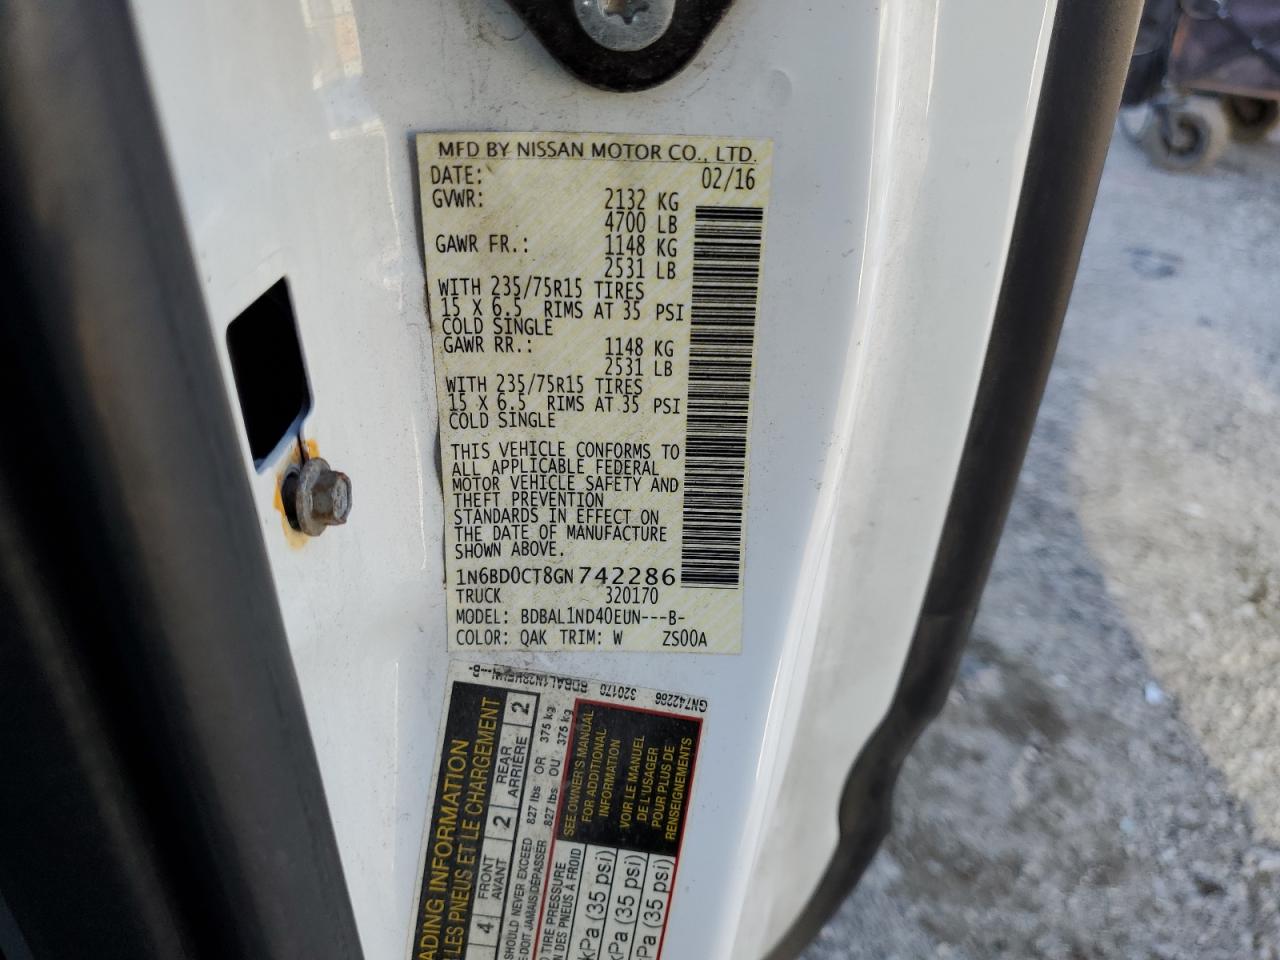 MFD BY NISSAN MOTOR CO., LTD.
DATE: 02/16
GVWR: 2132 KG
4700 LB
GAWR FR.: 1148 KG
2531 LB
WITH 235/75R15 TIRES
15 X 6.5 RIMS AT 35 PSI
COLD SINGLE
GAWR RR.: 1148 KG
2531 LB
WITH 235/75R15 TIRES
15 X 6.5 RIMS AT 35 PSI
COLD SINGLE
THIS VEHICLE CONFORMS TO
ALL APPLICABLE FEDERAL
MOTOR VEHICLE SAFETY AND
THEFT PREVENTION
STANDARDS IN EFFECT ON
THE DATE OF MANUFACTURE
SHOWN ABOVE.
1N6BD0CT8GN742286
TRUCK 320170
MODEL: BDBAL1ND40EUN---B-
COLOR: QAK TRIM: W ZS00A
GN742286 320170
ADING INFORMATION
LES PNEUS ET LE CHARGEMENT
4 FRONT 2 REAR 2
AVANT ARRIÈRE
SHOULD NEVER EXCEED 827 lbs OR 375 kg
E DOIT JAMAIS DÉPASSER 827 lbs OU 375 kg
TIRE PRESSURE
DES PNEUS À FROID
SEE OWNER'S MANUAL
FOR ADDITIONAL
INFORMATION
VOIR LE MANUEL
DE L'USAGER
POUR PLUS DE
RENSEIGNEMENTS
kPa (35 psi)
kPa (35 psi)
Pa (35 psi)